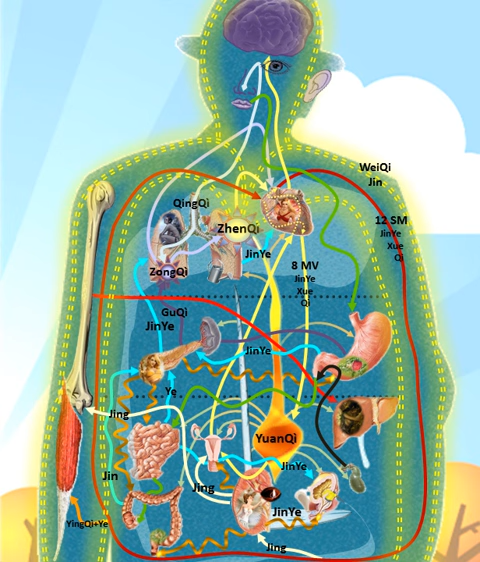 WeiQi
Jin
QingQi
12 SM
JinYe
Xue
Qi
ZhenQi
JinYe
8 MV
JinYe
Xue
Qi
ZongQi
GuQi
JinYe
JinYe
Ye
Jing
YuanQi
JinYe
Jin
Jing
JinYe
YingQi+Ye
Jing